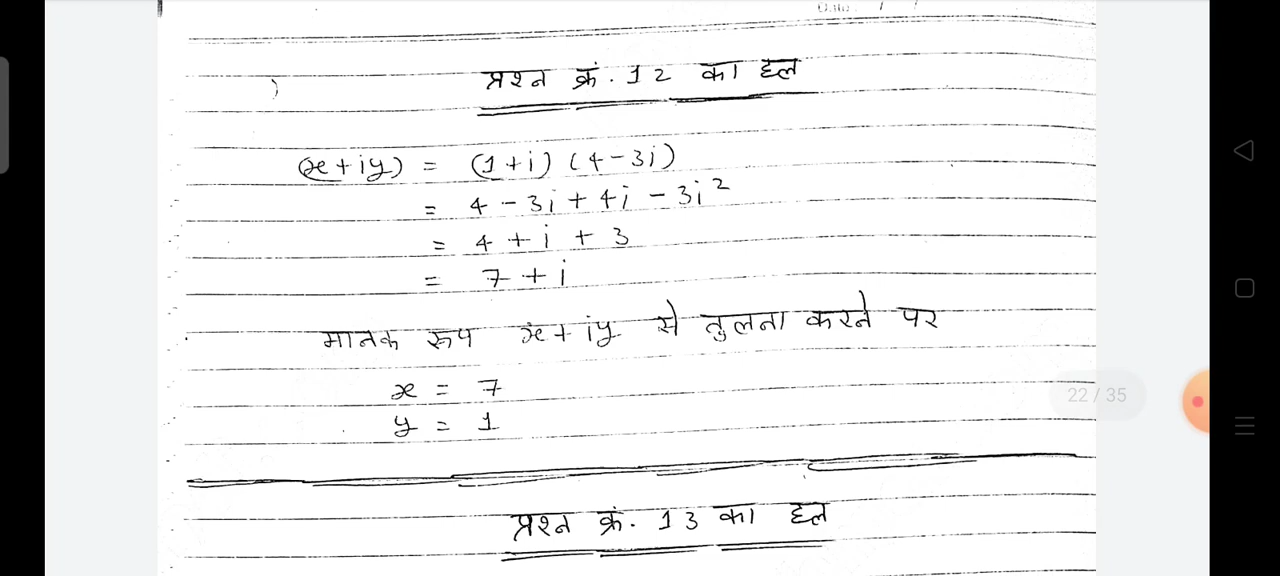 प्रश्न क्रं. 12 का हल
(x + iy) = (1 + i) (4 - 3i)
= 4 - 3i + 4i - 3i²
= 4 + i + 3
= 7 + i
मानक रूप x + iy से तुलना करने पर
x = 7
22 / 35
y = 1
प्रश्न क्रं. 13 का हल